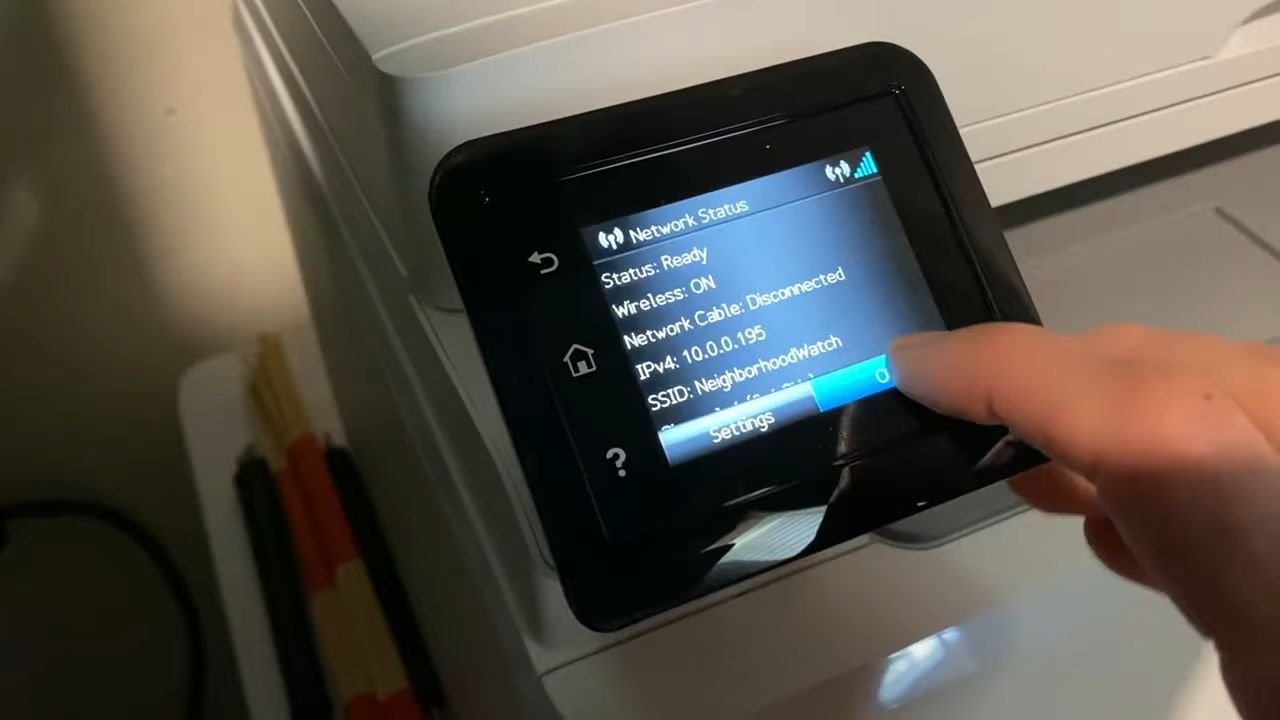 Network Status
Status: Ready
Wireless: ON
Network Cable: Disconnected
IPv4: 10.0.0.195
SSID: NeighborhoodWatch
Settings
?